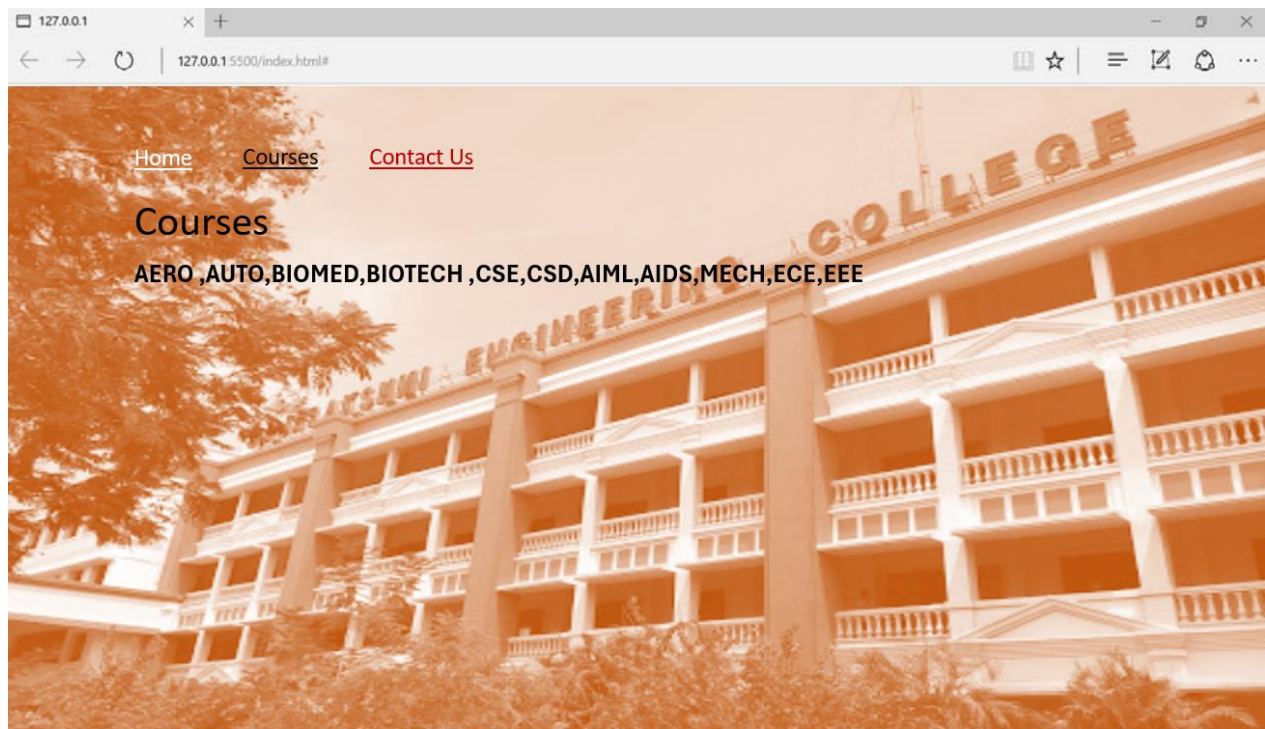 127.0.0.1
127.0.0.1:5500/index.html#
Home Courses Contact Us
Courses
AERO ,AUTO,BIOMED,BIOTECH ,CSE,CSD,AIML,AIDS,MECH,ECE,EEE
ENGINEERING COLLEGE